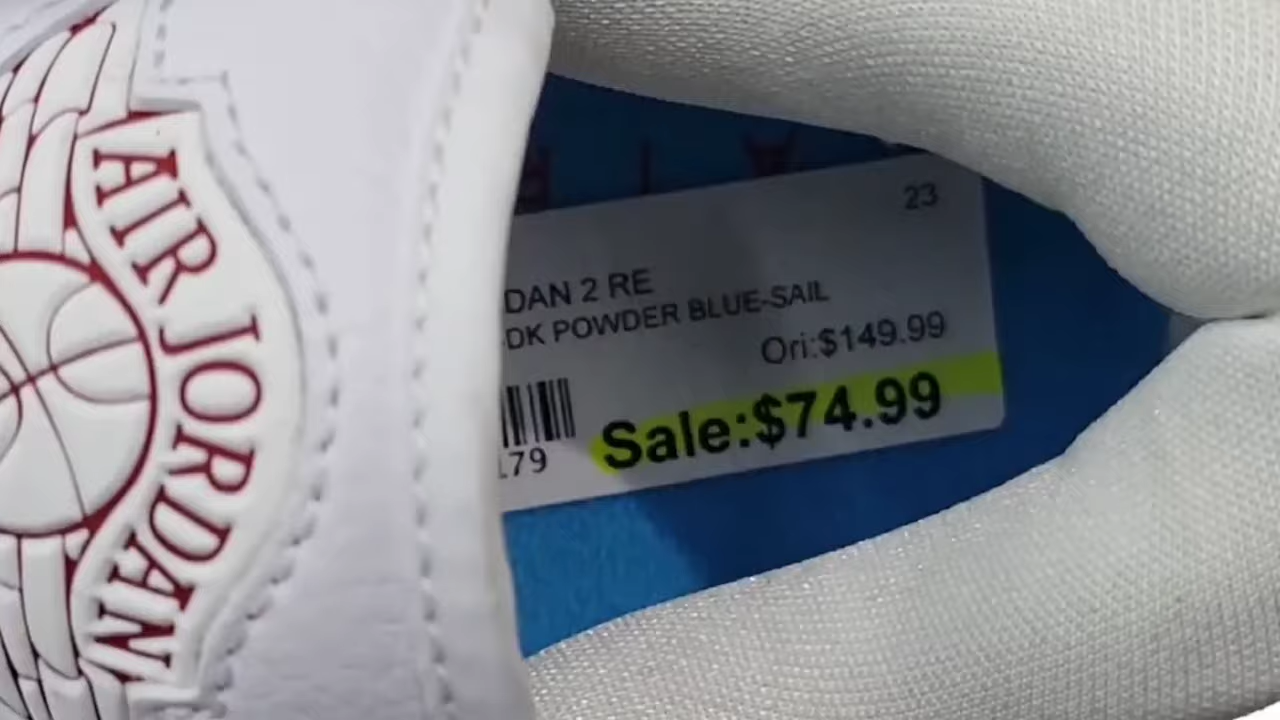 AIR JORDAN
23
DAN 2 RE
DK POWDER BLUE-SAIL
Ori:$149.99
Sale:$74.99
179